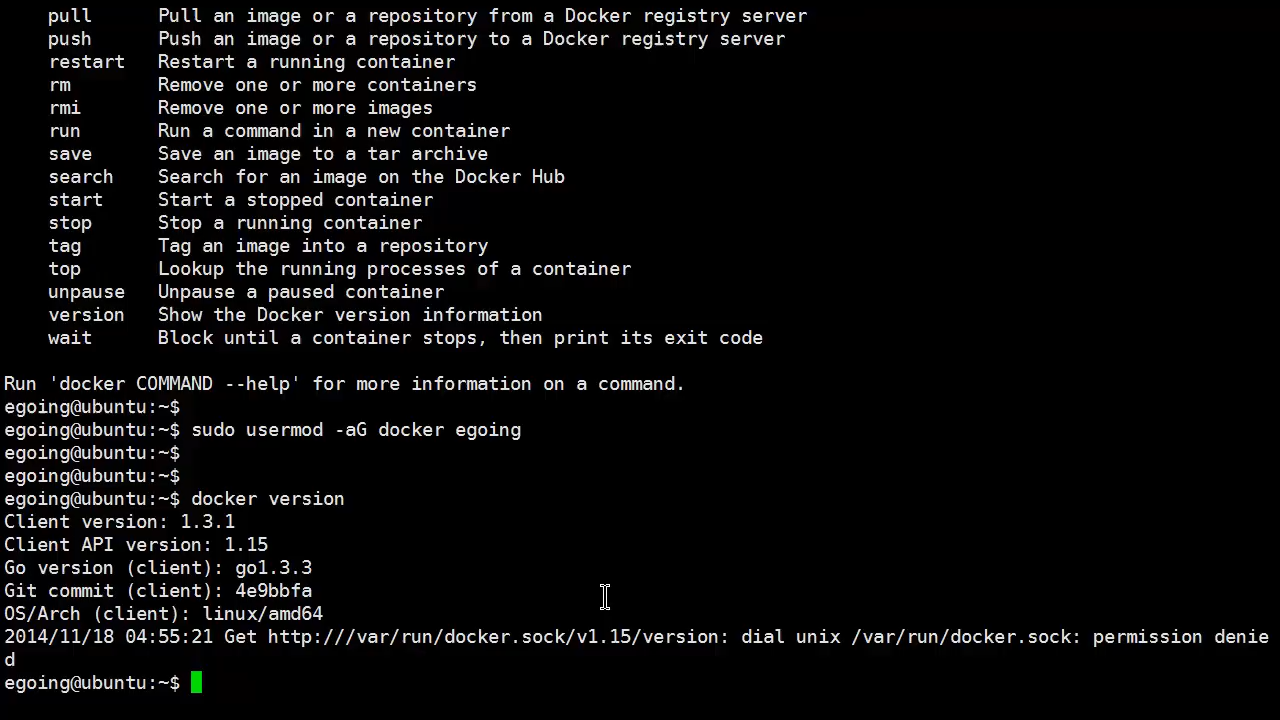 pull      Pull an image or a repository from a Docker registry server
push      Push an image or a repository to a Docker registry server
restart   Restart a running container
rm        Remove one or more containers
rmi       Remove one or more images
run       Run a command in a new container
save      Save an image to a tar archive
search    Search for an image on the Docker Hub
start     Start a stopped container
stop      Stop a running container
tag       Tag an image into a repository
top       Lookup the running processes of a container
unpause   Unpause a paused container
version   Show the Docker version information
wait      Block until a container stops, then print its exit code
Run 'docker COMMAND --help' for more information on a command.
egoing@ubuntu:~$
egoing@ubuntu:~$ sudo usermod -aG docker egoing
egoing@ubuntu:~$
egoing@ubuntu:~$
egoing@ubuntu:~$ docker version
Client version: 1.3.1
Client API version: 1.15
Go version (client): go1.3.3
Git commit (client): 4e9bbfa
OS/Arch (client): linux/amd64
2014/11/18 04:55:21 Get http:///var/run/docker.sock/v1.15/version: dial unix /var/run/docker.sock: permission denie
d
egoing@ubuntu:~$